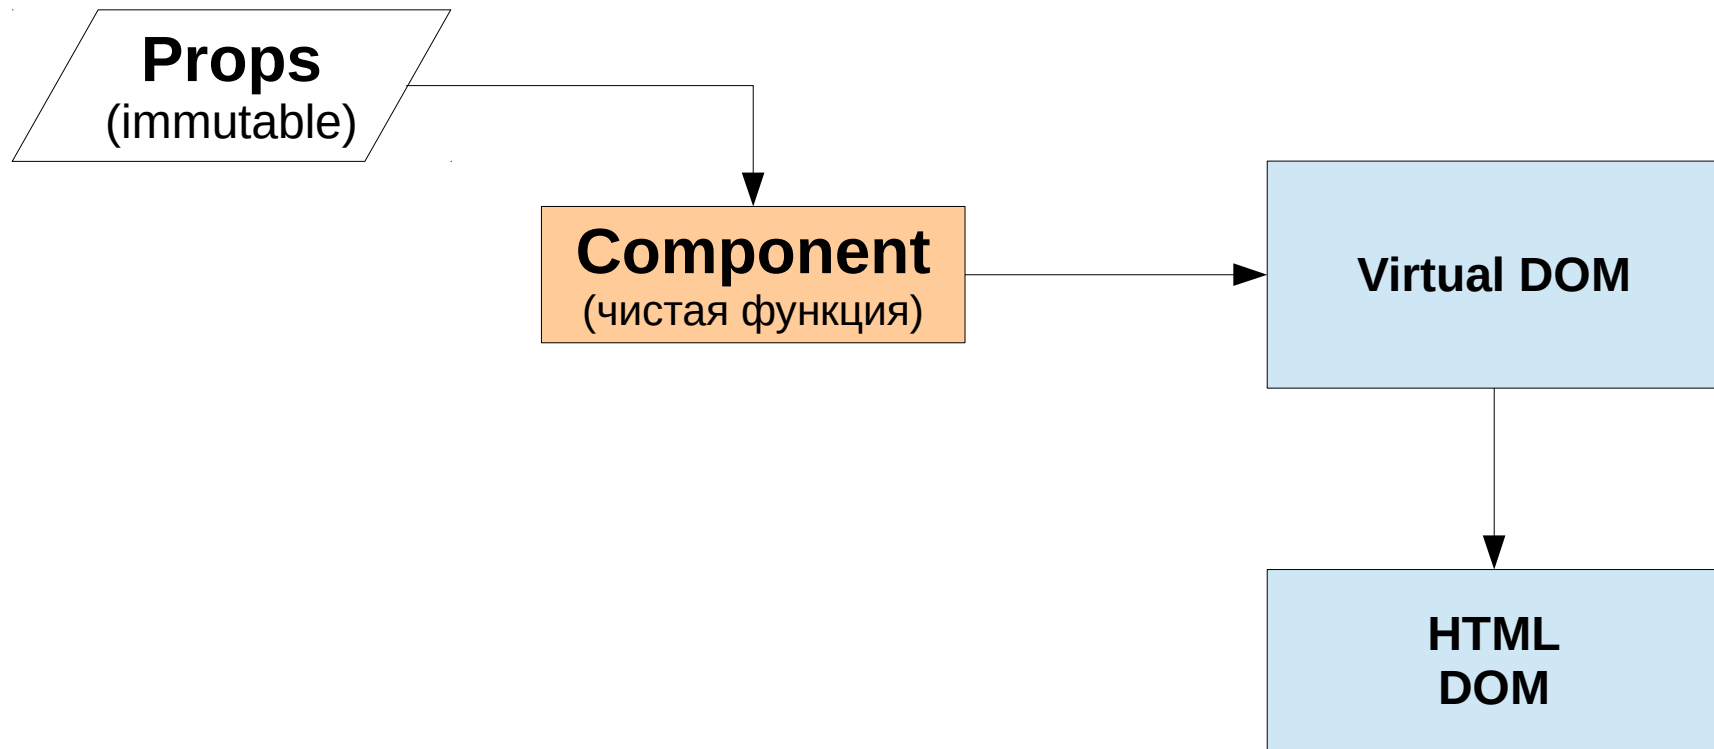 Props
(immutable)
Component
(чистая функция)
Virtual DOM
HTML
DOM